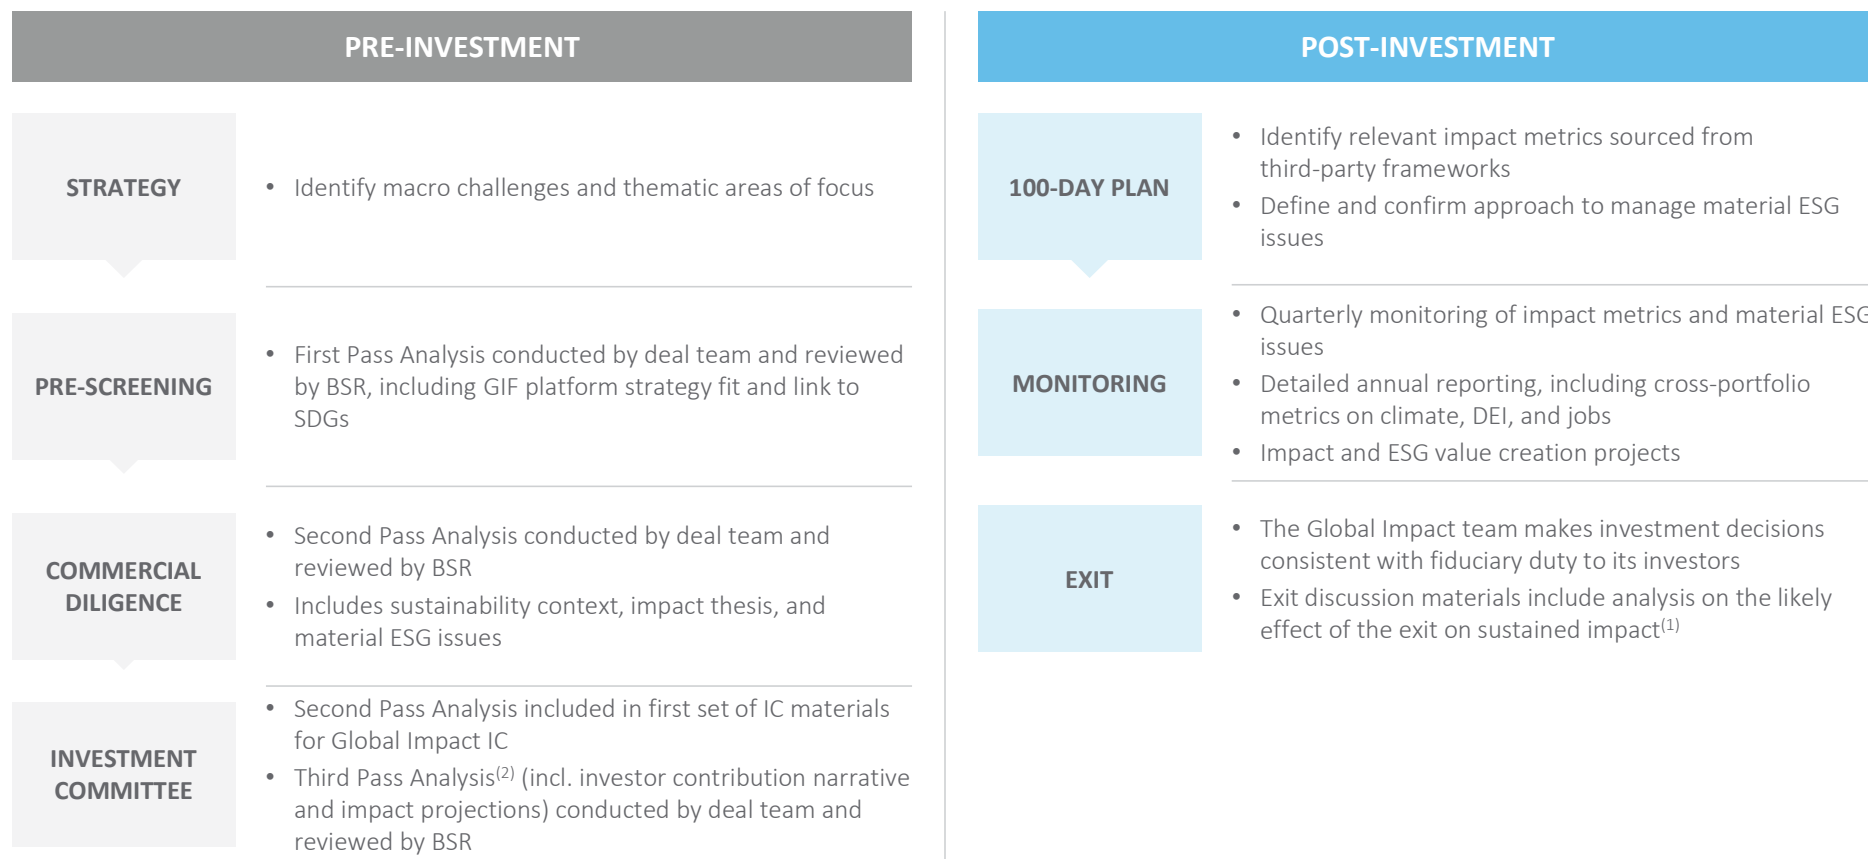 PRE-INVESTMENT
STRATEGY
• Identify macro challenges and thematic areas of focus
PRE-SCREENING
• First Pass Analysis conducted by deal team and reviewed
by BSR, including GIF platform strategy fit and link to
SDGs
COMMERCIAL
DILIGENCE
• Second Pass Analysis conducted by deal team and
reviewed by BSR
• Includes sustainability context, impact thesis, and
material ESG issues
INVESTMENT
COMMITTEE
• Second Pass Analysis included in first set of IC materials
for Global Impact IC
• Third Pass Analysis(2) (incl. investor contribution narrative
and impact projections) conducted by deal team and
reviewed by BSR
POST-INVESTMENT
100-DAY PLAN
• Identify relevant impact metrics sourced from
third-party frameworks
• Define and confirm approach to manage material ESG
issues
MONITORING
• Quarterly monitoring of impact metrics and material ESG
issues
• Detailed annual reporting, including cross-portfolio
metrics on climate, DEI, and jobs
• Impact and ESG value creation projects
EXIT
• The Global Impact team makes investment decisions
consistent with fiduciary duty to its investors
• Exit discussion materials include analysis on the likely
effect of the exit on sustained impact(1)